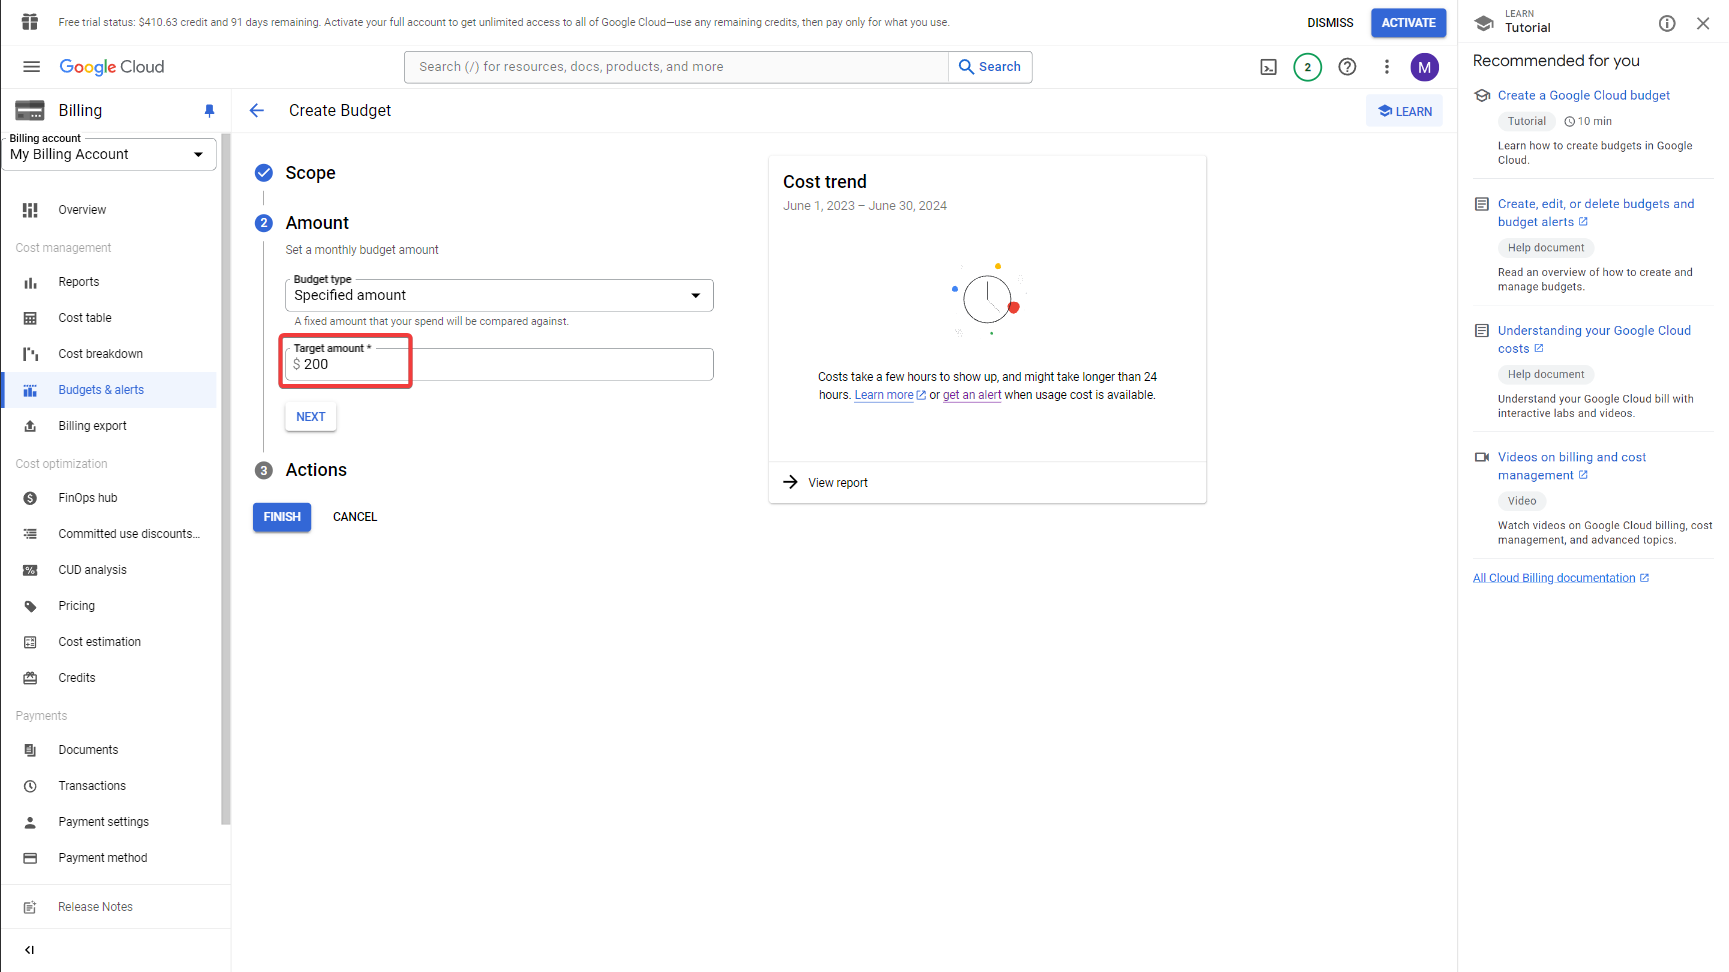 Free trial status: $410.63 credit and 91 days remaining. Activate your full account to get unlimited access to all of Google Cloud—use any remaining credits, then pay only for what you use.
DISMISS
ACTIVATE
Google Cloud
Search (/) for resources, docs, products, and more
Search
2
M
Billing
Billing account
My Billing Account
Overview
Cost management
Reports
Cost table
Cost breakdown
Budgets & alerts
Billing export
Cost optimization
FinOps hub
Committed use discounts...
CUD analysis
Pricing
Cost estimation
Credits
Payments
Documents
Transactions
Payment settings
Payment method
Release Notes
Create Budget
LEARN
Scope
2
Amount
Set a monthly budget amount
Budget type
Specified amount
A fixed amount that your spend will be compared against.
Target amount *
$ 200
NEXT
3
Actions
FINISH
CANCEL
Cost trend
June 1, 2023 – June 30, 2024
Costs take a few hours to show up, and might take longer than 24
hours. Learn more or get an alert when usage cost is available.
View report
LEARN
Tutorial
Recommended for you
Create a Google Cloud budget
Tutorial
10 min
Learn how to create budgets in Google
Cloud.
Create, edit, or delete budgets and
budget alerts
Help document
Read an overview of how to create and
manage budgets.
Understanding your Google Cloud
costs
Help document
Understand your Google Cloud bill with
interactive labs and videos.
Videos on billing and cost
management
Video
Watch videos on Google Cloud billing, cost
management, and advanced topics.
All Cloud Billing documentation